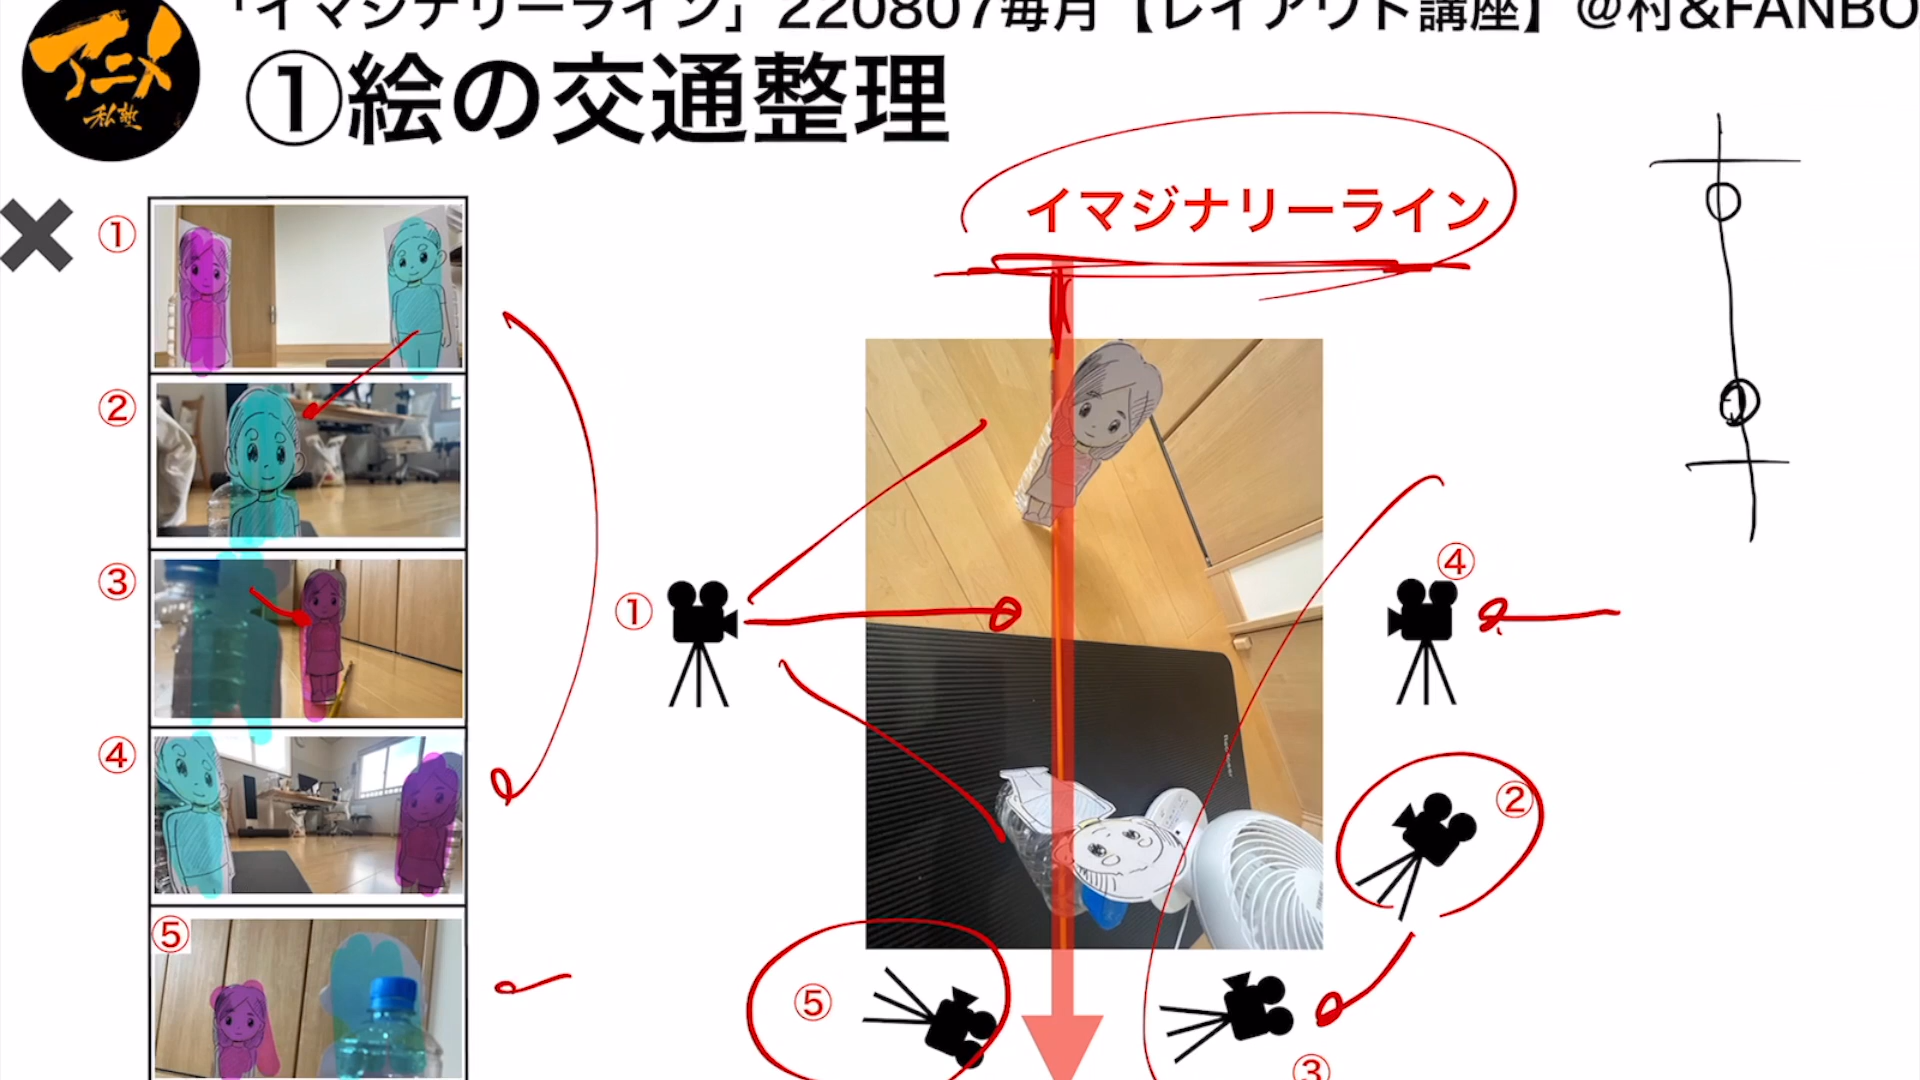 「イマジナリーライン」220807毎月【レイアウト講座】@村&FANBO
アニメ
私塾
①絵の交通整理
イマジナリーライン
①
②
③
④
⑤
①
④
②
⑤
③